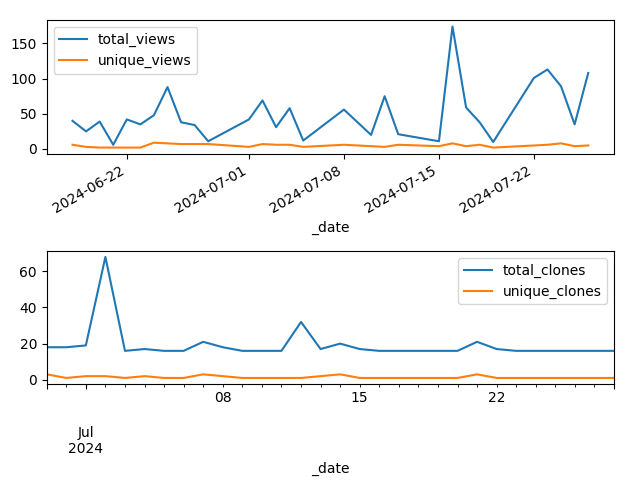 total_views
unique_views
150
100
50
0
2024-06-22
2024-07-01
2024-07-08
2024-07-15
2024-07-22
_date
total_clones
unique_clones
60
40
20
0
08
15
22
Jul
2024
_date